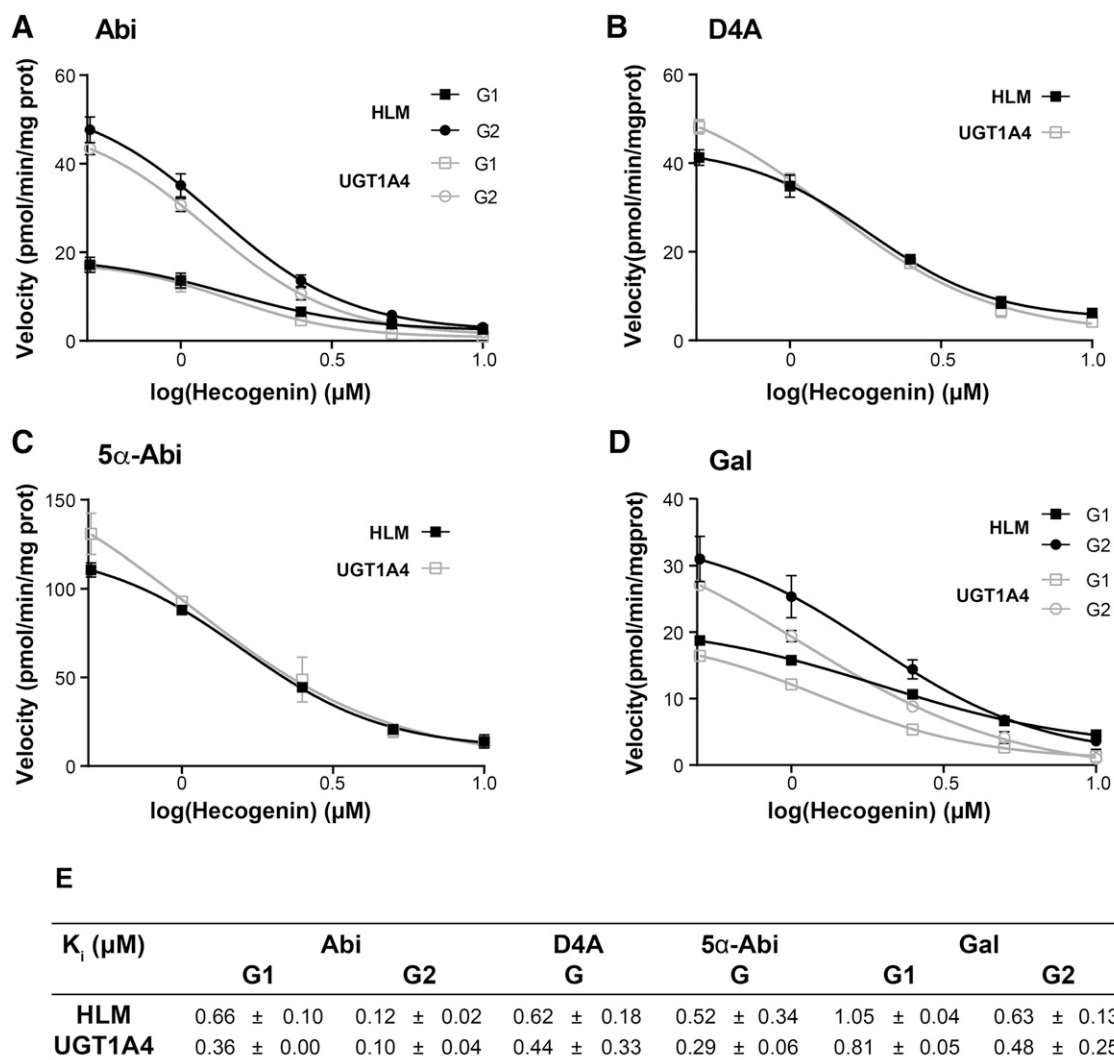 A Abi
Velocity (pmol/min/mg prot)
60
40
20
0
0 0.5 1.0
log(Hecogenin) (µM)
HLM
G1
G2
UGT1A4
G1
G2
B D4A
Velocity(pmol/min/mgprot)
60
40
20
0
0 0.5 1.0
log(Hecogenin) (µM)
HLM
UGT1A4
C 5α-Abi
Velocity (pmol/min/mg prot)
150
100
50
0
0 0.5 1.0
log(Hecogenin) (µM)
HLM
UGT1A4
D Gal
Velocity(pmol/min/mgprot)
40
30
20
10
0
0 0.5 1.0
log(Hecogenin) (µM)
HLM
G1
G2
UGT1A4
G1
G2
E
Ki (µM) Abi D4A 5α-Abi Gal
G1 G2 G G G1 G2
HLM 0.66 ± 0.10 0.12 ± 0.02 0.62 ± 0.18 0.52 ± 0.34 1.05 ± 0.04 0.63 ± 0.13
UGT1A4 0.36 ± 0.00 0.10 ± 0.04 0.44 ± 0.33 0.29 ± 0.06 0.81 ± 0.05 0.48 ± 0.25